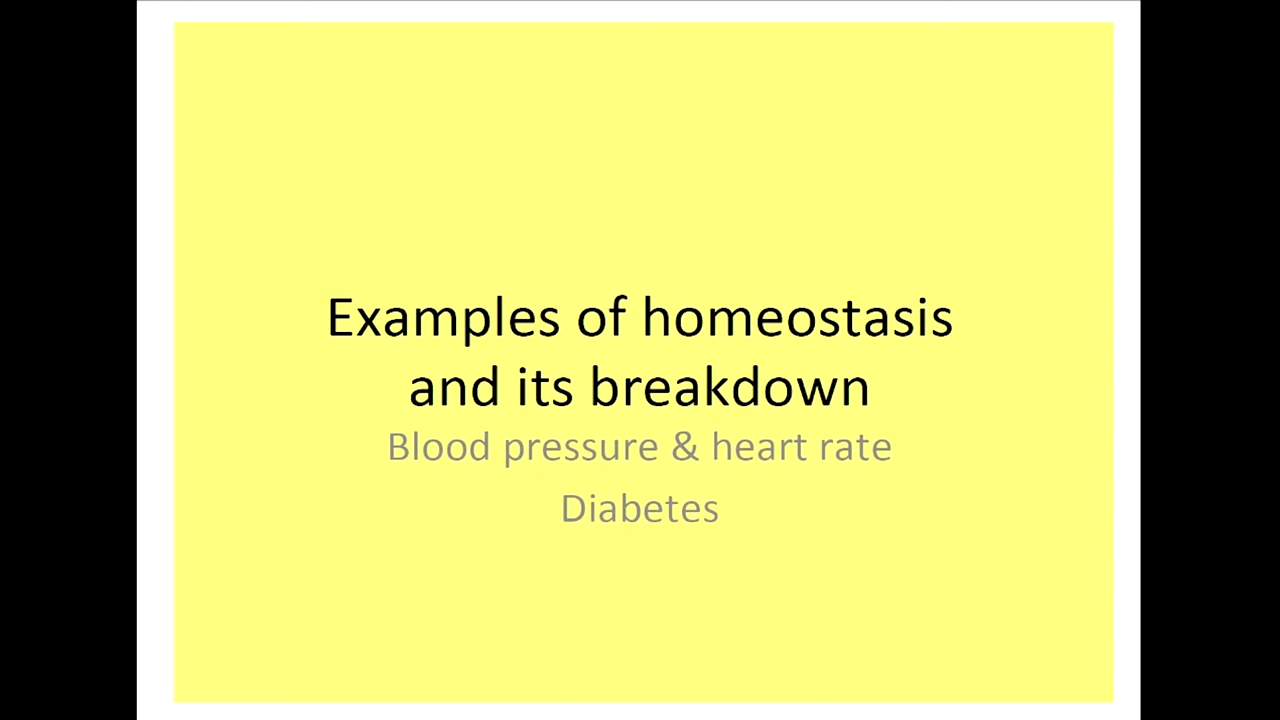 Examples of homeostasis
and its breakdown
Blood pressure & heart rate
Diabetes